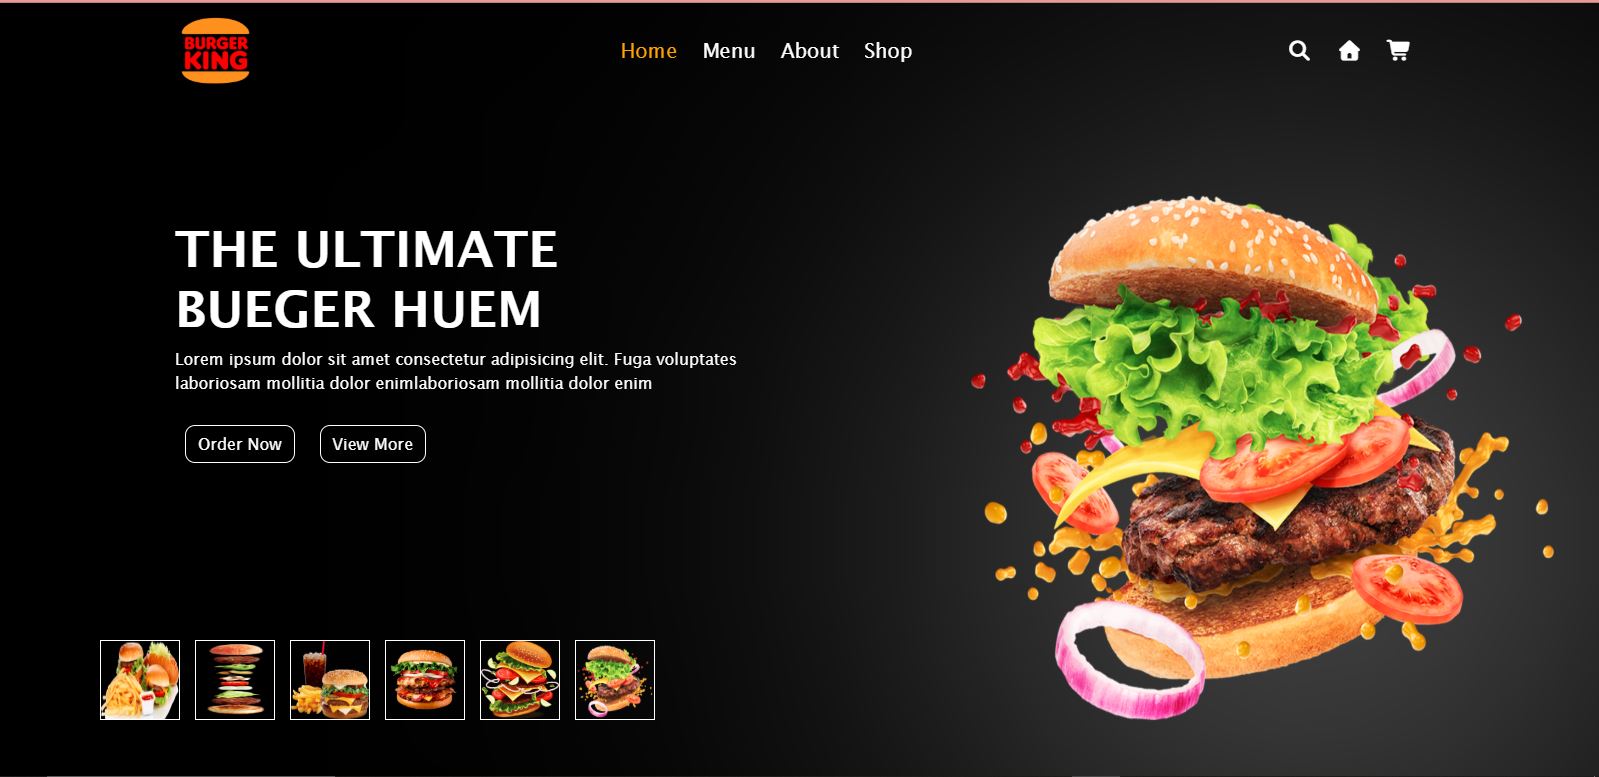 BURGER
KING
Home Menu About Shop
THE ULTIMATE
BUEGER HUEM
Lorem ipsum dolor sit amet consectetur adipisicing elit. Fuga voluptates
laboriosam mollitia dolor enimlaboriosam mollitia dolor enim
Order Now View More